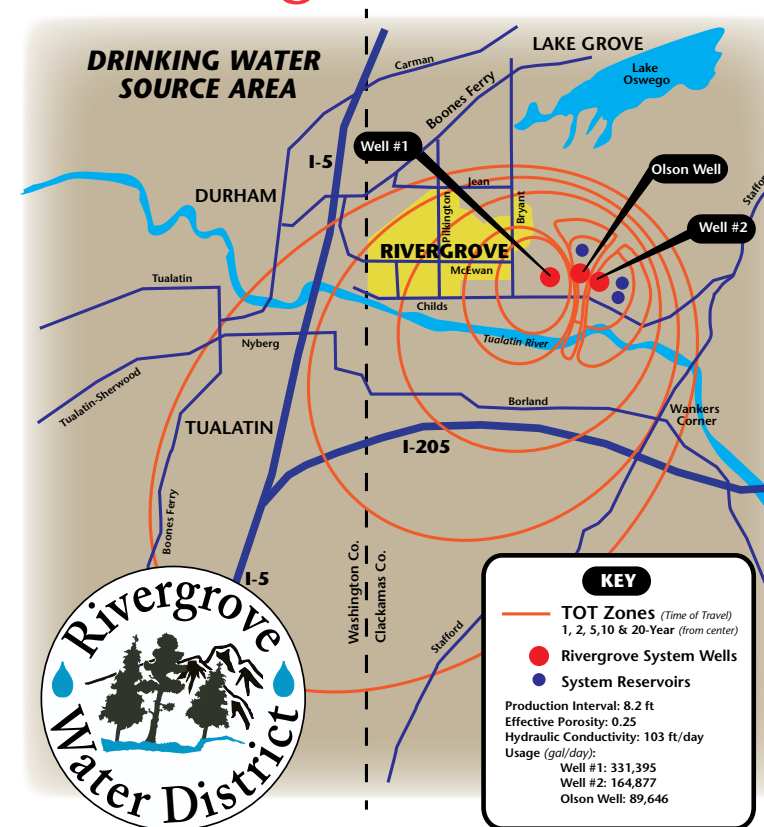 DRINKING WATER
SOURCE AREA
LAKE GROVE
Carman
Lake
Oswego
Boones Ferry
Well #1
I-5
Olson Well
Jean
DURHAM
Stafford
Pilkington
Bryant
Well #2
RIVERGROVE
McEwan
Tualatin
Childs
Nyberg
Tualatin River
Tualatin-Sherwood
Borland
Wankers
Corner
TUALATIN
I-205
Boones Ferry
Washington Co.
Clackamas Co.
I-5
Stafford
Rivergrove
Water District
KEY
TOT Zones (Time of Travel)
1, 2, 5,10 & 20-Year (from center)
Rivergrove System Wells
System Reservoirs
Production Interval: 8.2 ft
Effective Porosity: 0.25
Hydraulic Conductivity: 103 ft/day
Usage (gal/day):
Well #1: 331,395
Well #2: 164,877
Olson Well: 89,646